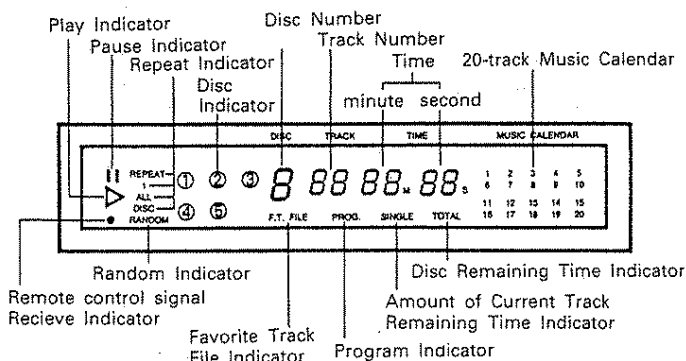 Play Indicator
Pause Indicator
Repeat Indicator
Disc
Indicator
Disc Number
Track Number
Time
minute second
20-track Music Calendar
DISC TRACK TIME MUSIC CALENDAR
REPEAT
1
ALL
DISC
RANDOM
① ② ③
④ ⑤
8 88 88 M 88 S
F.T. FILE PROG. SINGLE TOTAL
1 2 3 4 5
6 7 8 9 10
11 12 13 14 15
16 17 18 19 20
Random Indicator
Remote control signal
Recieve Indicator
Favorite Track
File Indicator
Program Indicator
Amount of Current Track
Remaining Time Indicator
Disc Remaining Time Indicator